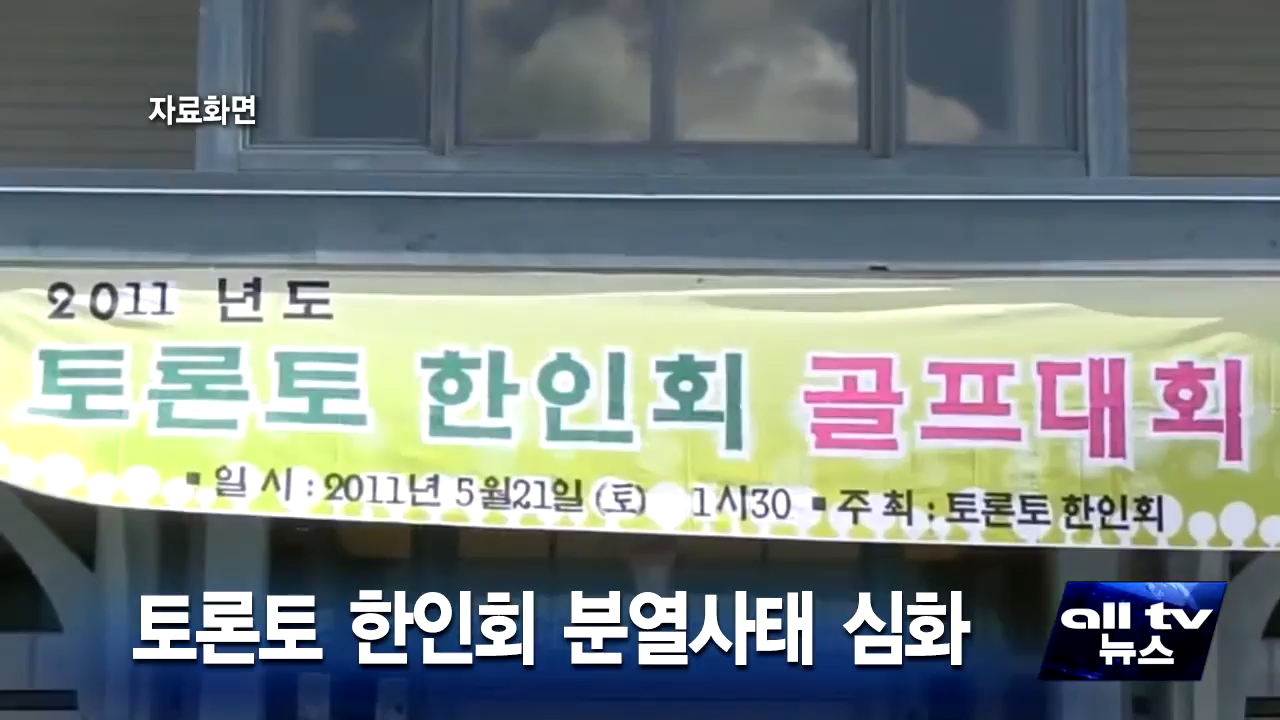 자료화면
2011 년도
토론토 한인회 골프대회
▪일 시 : 2011년 5월21일 (토) 1시30 ▪주 최 : 토론토 한인회
토론토 한인회 분열사태 심화
all tv
뉴스